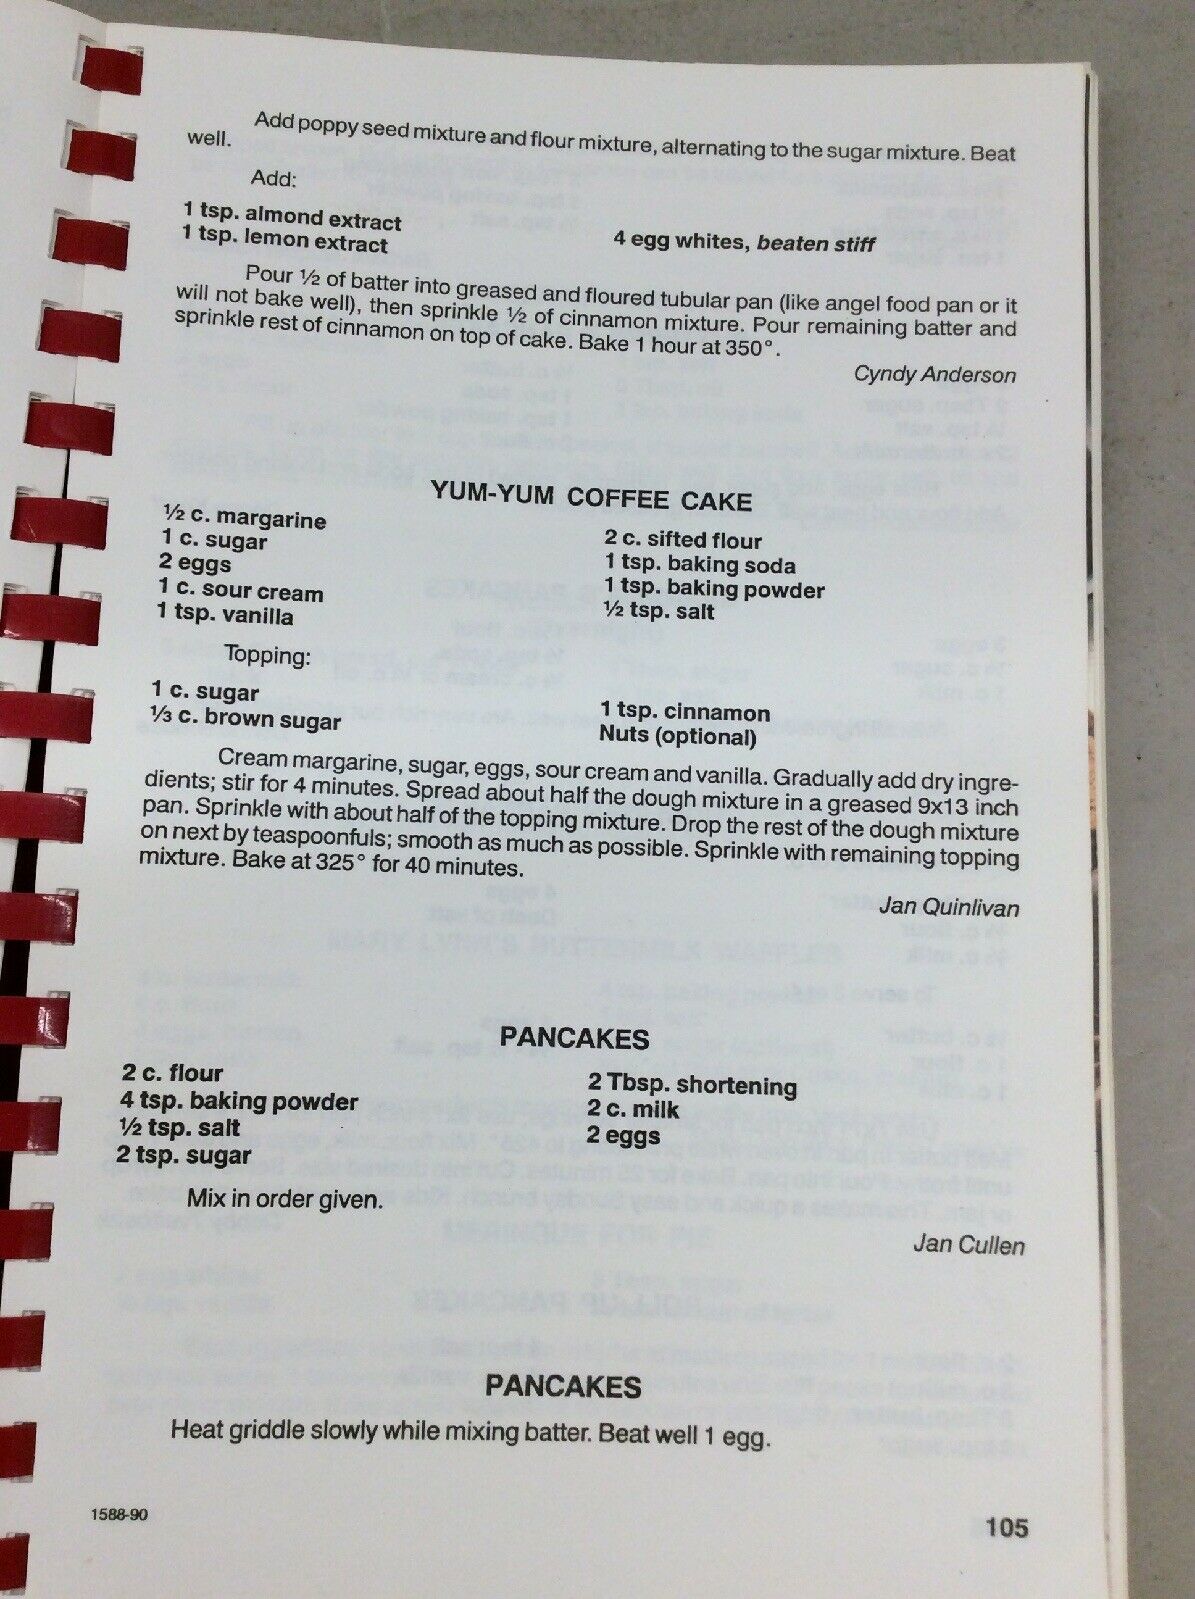 Add poppy seed mixture and flour mixture, alternating to the sugar mixture. Beat
well.
Add:
1 tsp. almond extract
1 tsp. lemon extract
4 egg whites, beaten stiff
Pour ½ of batter into greased and floured tubular pan (like angel food pan or it
will not bake well), then sprinkle ½ of cinnamon mixture. Pour remaining batter and
sprinkle rest of cinnamon on top of cake. Bake 1 hour at 350°.
Cyndy Anderson
YUM-YUM COFFEE CAKE
½ c. margarine
1 c. sugar
2 eggs
1 c. sour cream
1 tsp. vanilla
2 c. sifted flour
1 tsp. baking soda
1 tsp. baking powder
½ tsp. salt
Topping:
1 c. sugar
⅓ c. brown sugar
1 tsp. cinnamon
Nuts (optional)
Cream margarine, sugar, eggs, sour cream and vanilla. Gradually add dry ingre-
dients; stir for 4 minutes. Spread about half the dough mixture in a greased 9x13 inch
pan. Sprinkle with about half of the topping mixture. Drop the rest of the dough mixture
on next by teaspoonfuls; smooth as much as possible. Sprinkle with remaining topping
mixture. Bake at 325° for 40 minutes.
Jan Quinlivan
PANCAKES
2 c. flour
4 tsp. baking powder
½ tsp. salt
2 tsp. sugar
2 Tbsp. shortening
2 c. milk
2 eggs
Mix in order given.
Jan Cullen
PANCAKES
Heat griddle slowly while mixing batter. Beat well 1 egg.
1588-90
105